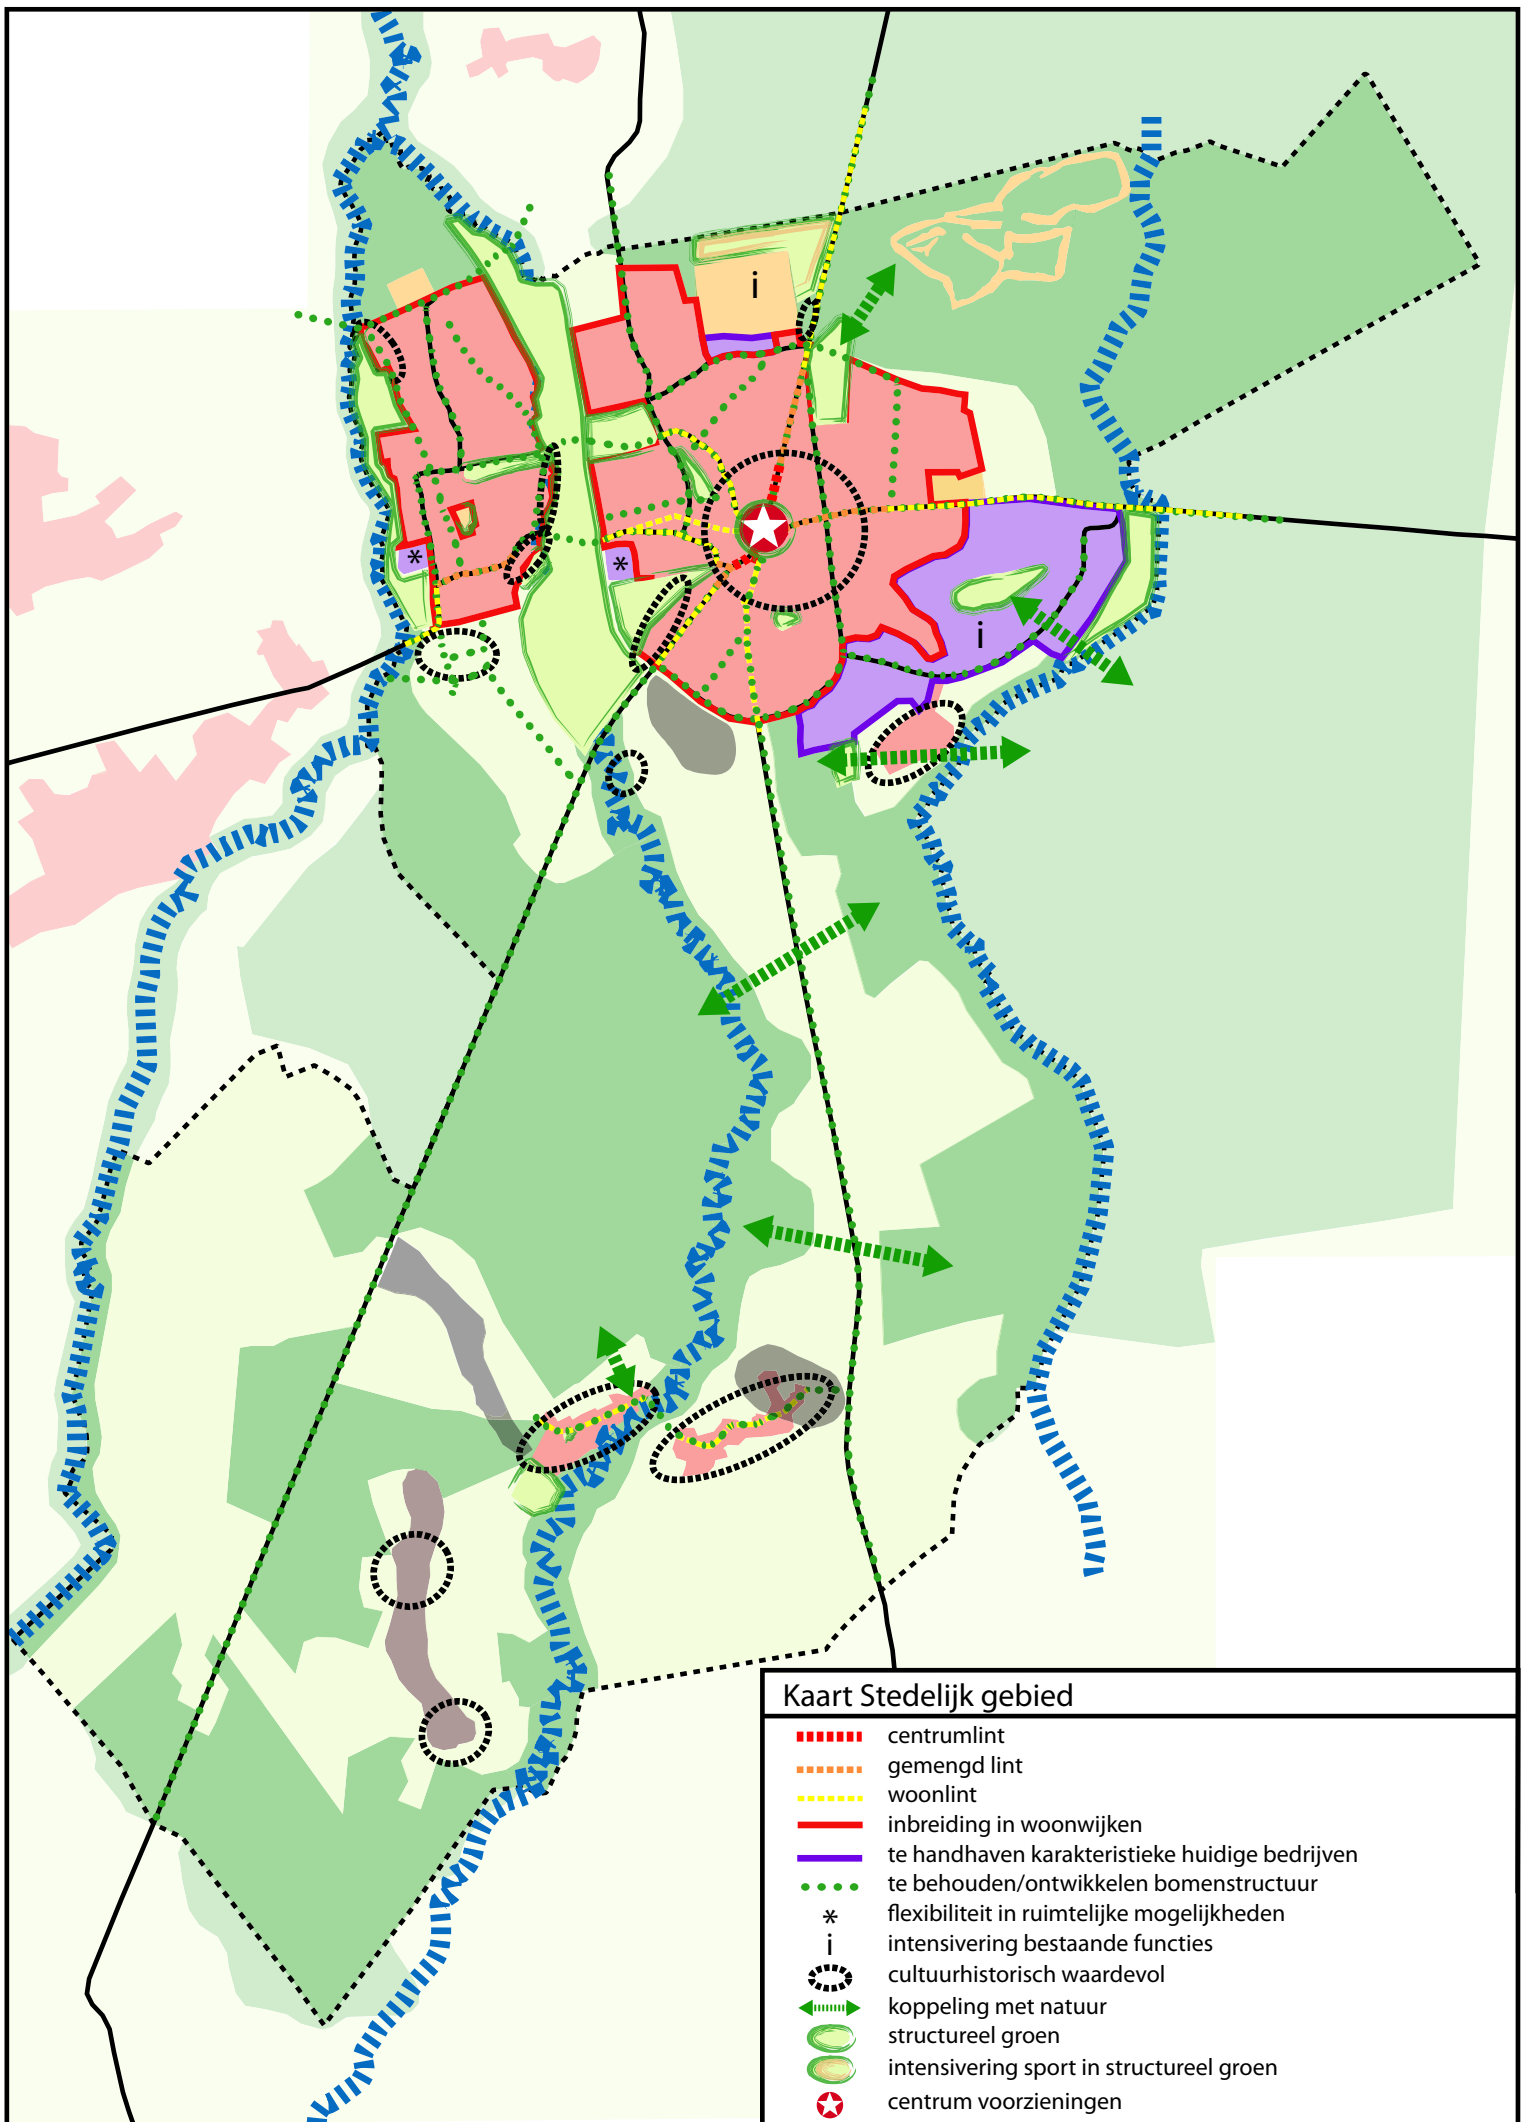 i
*
*
i
Kaart Stedelijk gebied
centrumlint
gemengd lint
woonlint
inbreiding in woonwijken
te handhaven karakteristieke huidige bedrijven
te behouden/ontwikkelen bomenstructuur
* flexibiliteit in ruimtelijke mogelijkheden
i intensivering bestaande functies
cultuurhistorisch waardevol
koppeling met natuur
structureel groen
intensivering sport in structureel groen
centrum voorzieningen